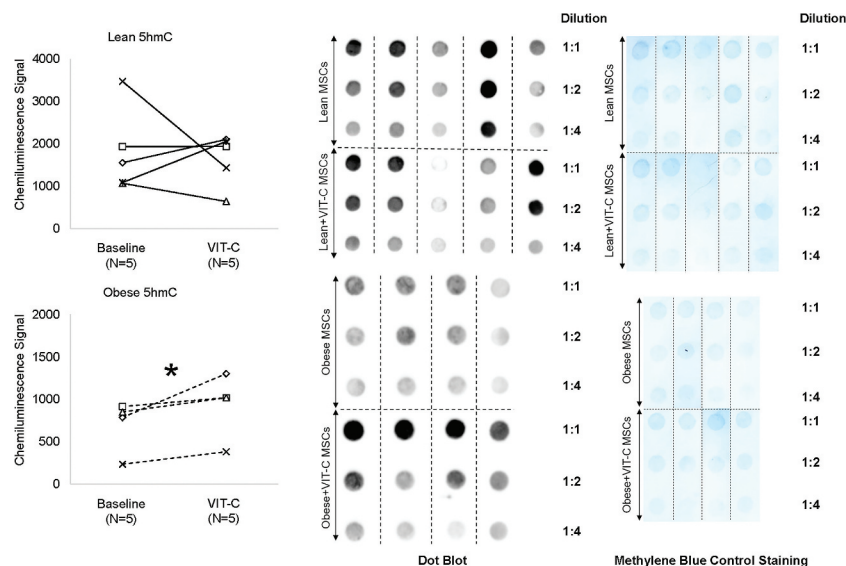 Lean 5hmC
Chemiluminescence Signal
4000
3000
2000
1000
0
Baseline
(N=5)
VIT-C
(N=5)
Obese 5hmC
Chemiluminescence Signal
2000
1500
1000
500
0
*
Baseline
(N=5)
VIT-C
(N=5)
Dilution
Lean MSCs
1:1
1:2
1:4
Lean+VIT-C MSCs
1:1
1:2
1:4
Obese MSCs
1:1
1:2
1:4
Obese+VIT-C MSCs
1:1
1:2
1:4
Dot Blot
Dilution
Lean MSCs
1:1
1:2
1:4
Lean+VIT-C MSCs
1:1
1:2
1:4
Obese MSCs
1:1
1:2
1:4
Obese+VIT-C MSCs
1:1
1:2
1:4
Methylene Blue Control Staining